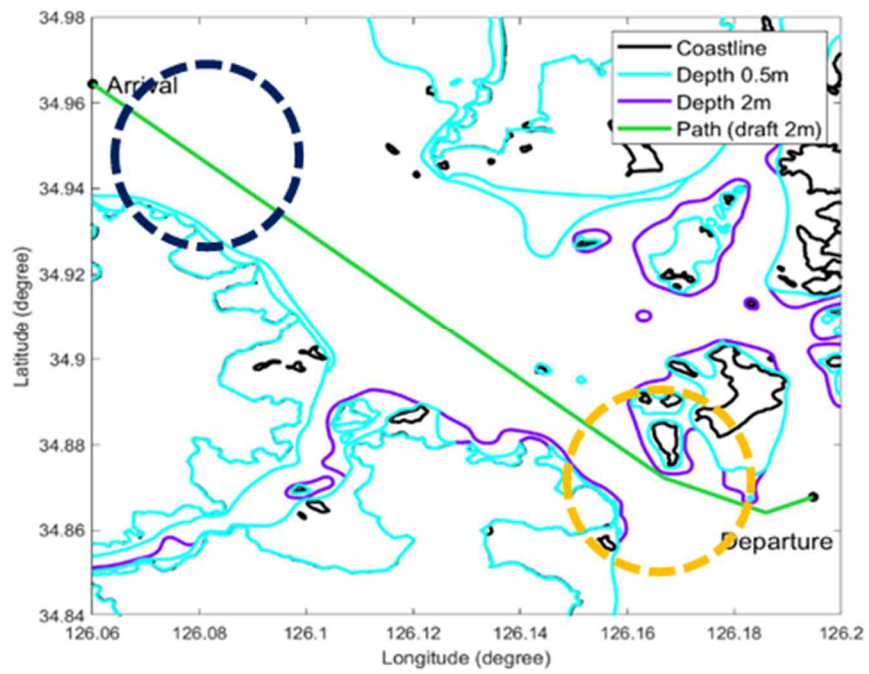 34.98
34.96
34.94
34.92
34.9
34.88
34.86
34.84
Latitude (degree)
Arrival
Coastline
Depth 0.5m
Depth 2m
Path (draft 2m)
Departure
126.06 126.08 126.1 126.12 126.14 126.16 126.18 126.2
Longitude (degree)